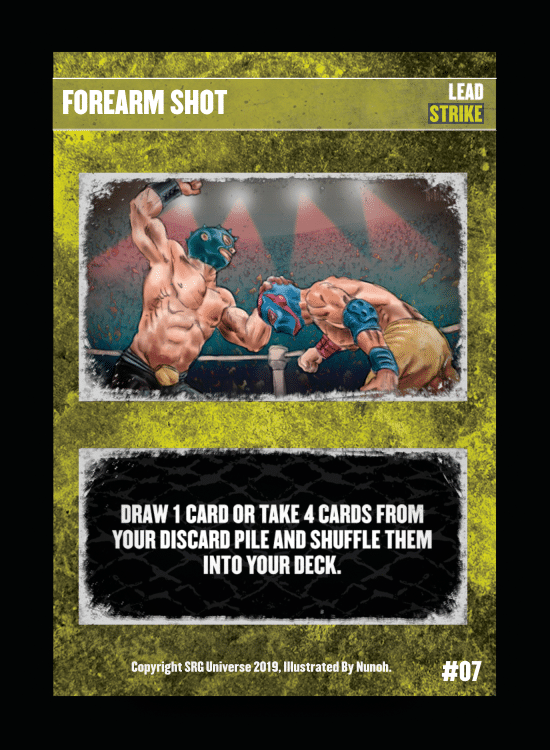 FOREARM SHOT
LEAD
STRIKE
DRAW 1 CARD OR TAKE 4 CARDS FROM
YOUR DISCARD PILE AND SHUFFLE THEM
INTO YOUR DECK.
Copyright SRG Universe 2019, Illustrated By Nunoh.
#07